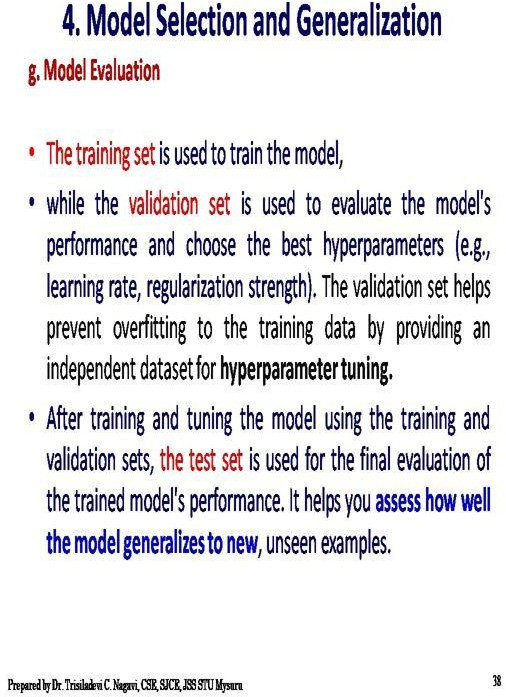 4. Model Selection and Generalization
g. Model Evaluation
• The training set is used to train the model,
• while the validation set is used to evaluate the model's
performance and choose the best hyperparameters (e.g.,
learning rate, regularization strength). The validation set helps
prevent overfitting to the training data by providing an
independent dataset for hyperparameter tuning.
• After training and tuning the model using the training and
validation sets, the test set is used for the final evaluation of
the trained model's performance. It helps you assess how well
the model generalizes to new, unseen examples.
Prepared by Dr. Trisiladevi C. Nagavi, CSE, SJCE, JSS STU Mysuru
38